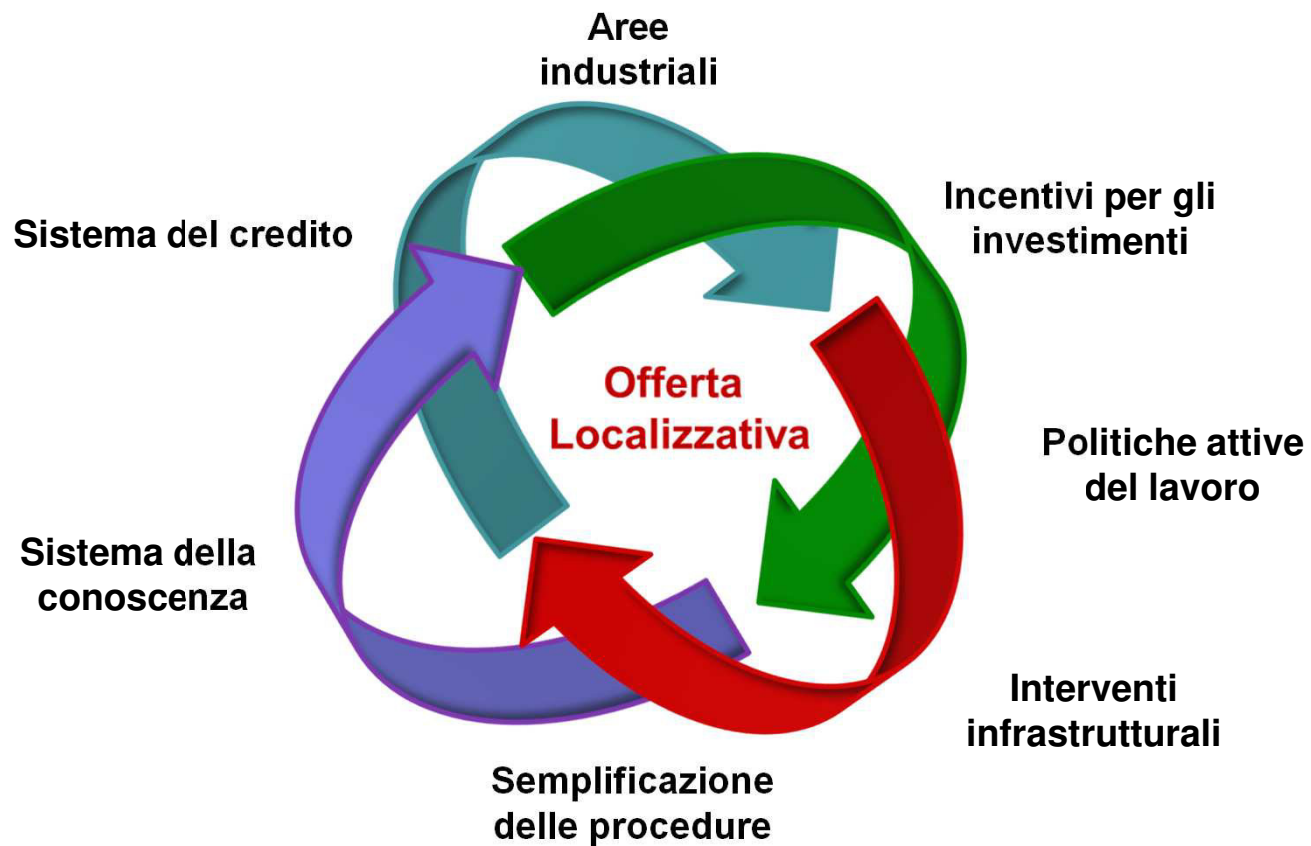 Aree
industriali
Incentivi per gli
investimenti
Sistema del credito
Offerta
Localizzativa
Politiche attive
del lavoro
Sistema della
conoscenza
Interventi
infrastrutturali
Semplificazione
delle procedure